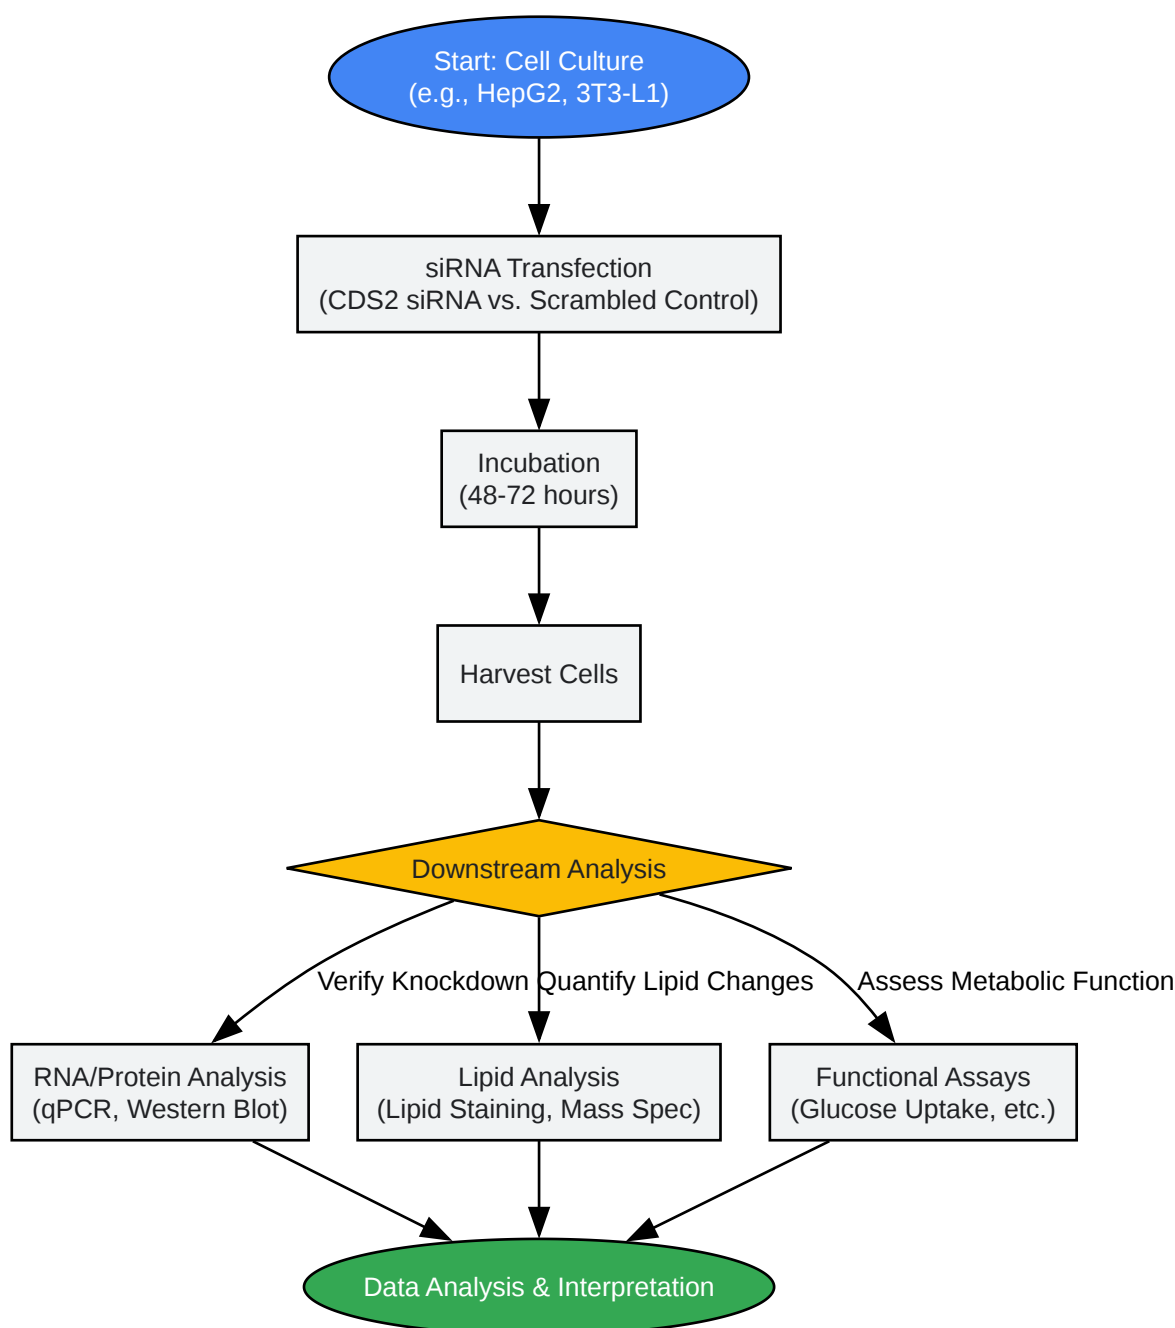 Start: Cell Culture
(e.g., HepG2, 3T3-L1)
siRNA Transfection
(CDS2 siRNA vs. Scrambled Control)
Incubation
(48-72 hours)
Harvest Cells
Downstream Analysis
Verify Knockdown
Quantify Lipid Changes
Assess Metabolic Function
RNA/Protein Analysis
(qPCR, Western Blot)
Lipid Analysis
(Lipid Staining, Mass Spec)
Functional Assays
(Glucose Uptake, etc.)
Data Analysis & Interpretation